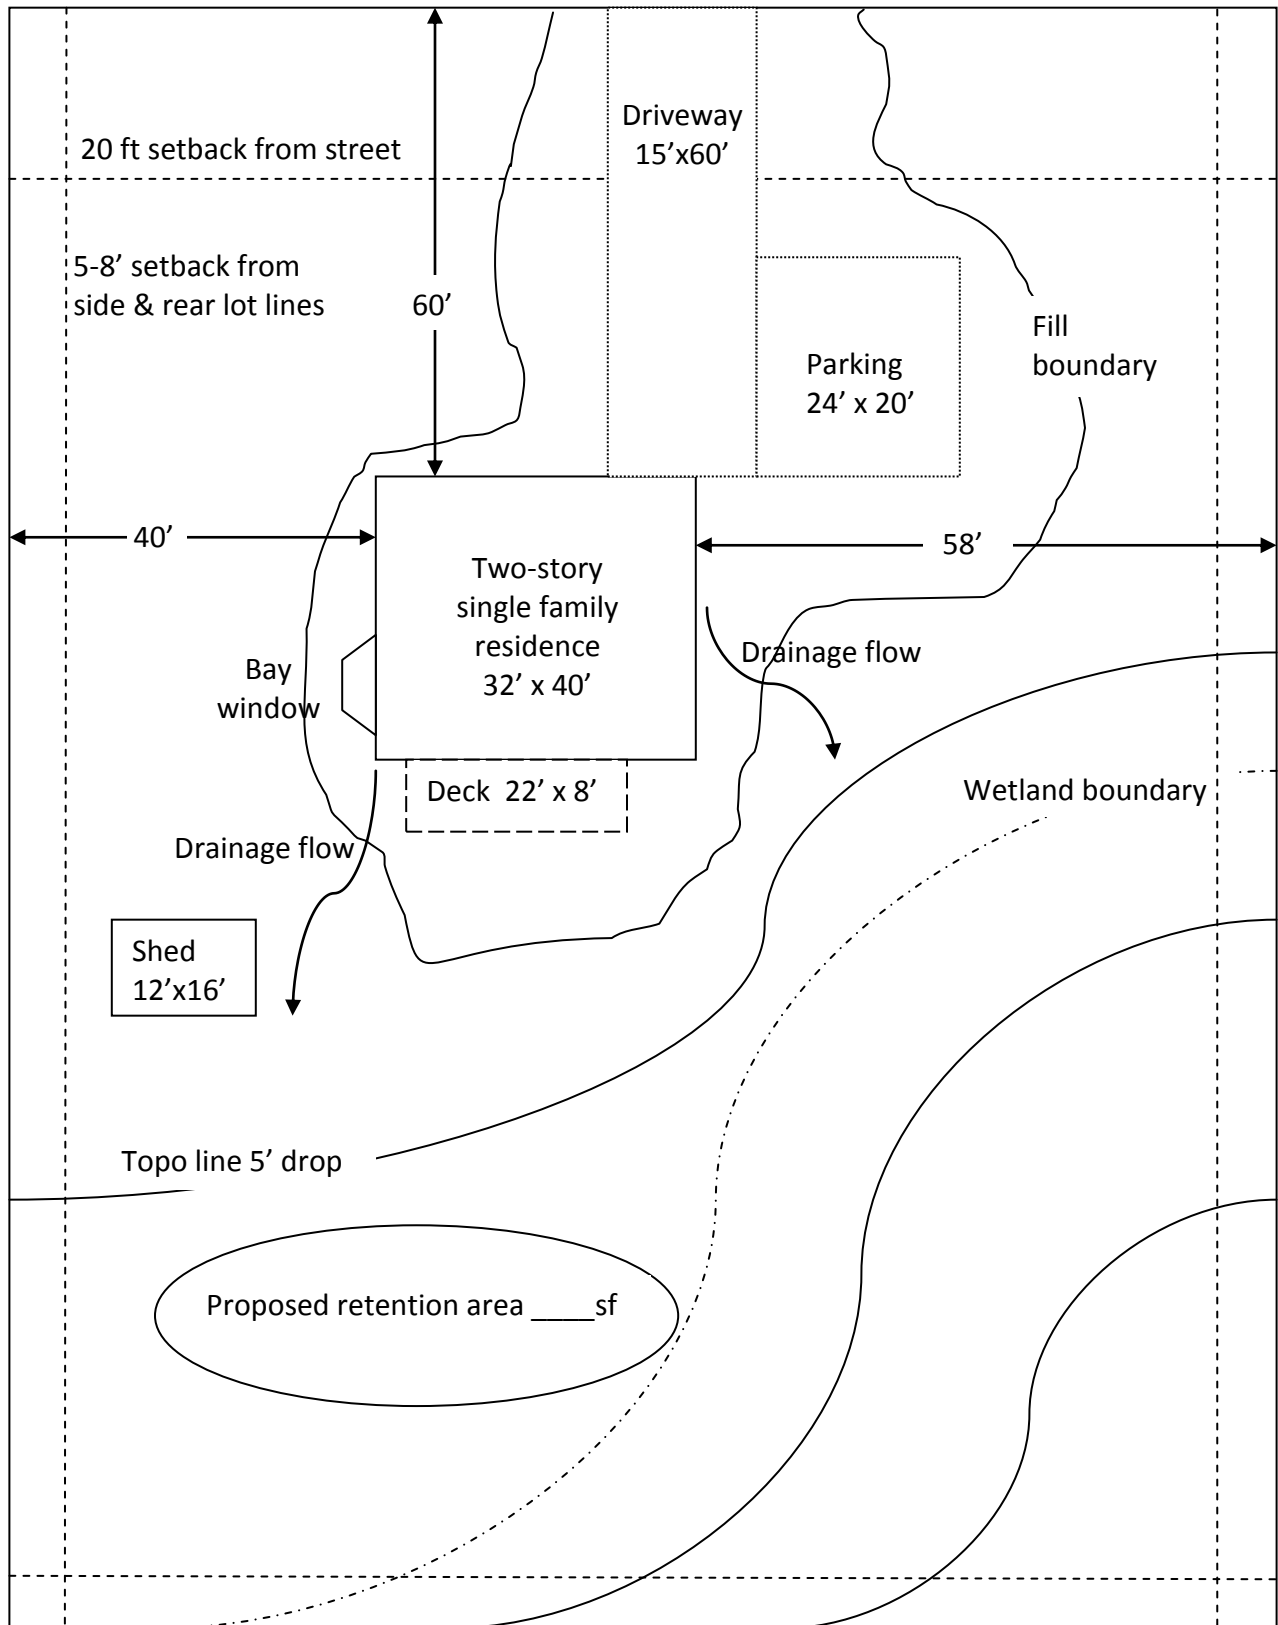 Driveway
15’x60’
20 ft setback from street
5-8’ setback from
side & rear lot lines
60’
Fill
boundary
Parking
24’ x 20’
40’
58’
Two-story
single family
residence
32’ x 40’
Drainage flow
Bay
window
Deck 22’ x 8’
Wetland boundary
Drainage flow
Shed
12’x16’
Topo line 5’ drop
Proposed retention area ____sf